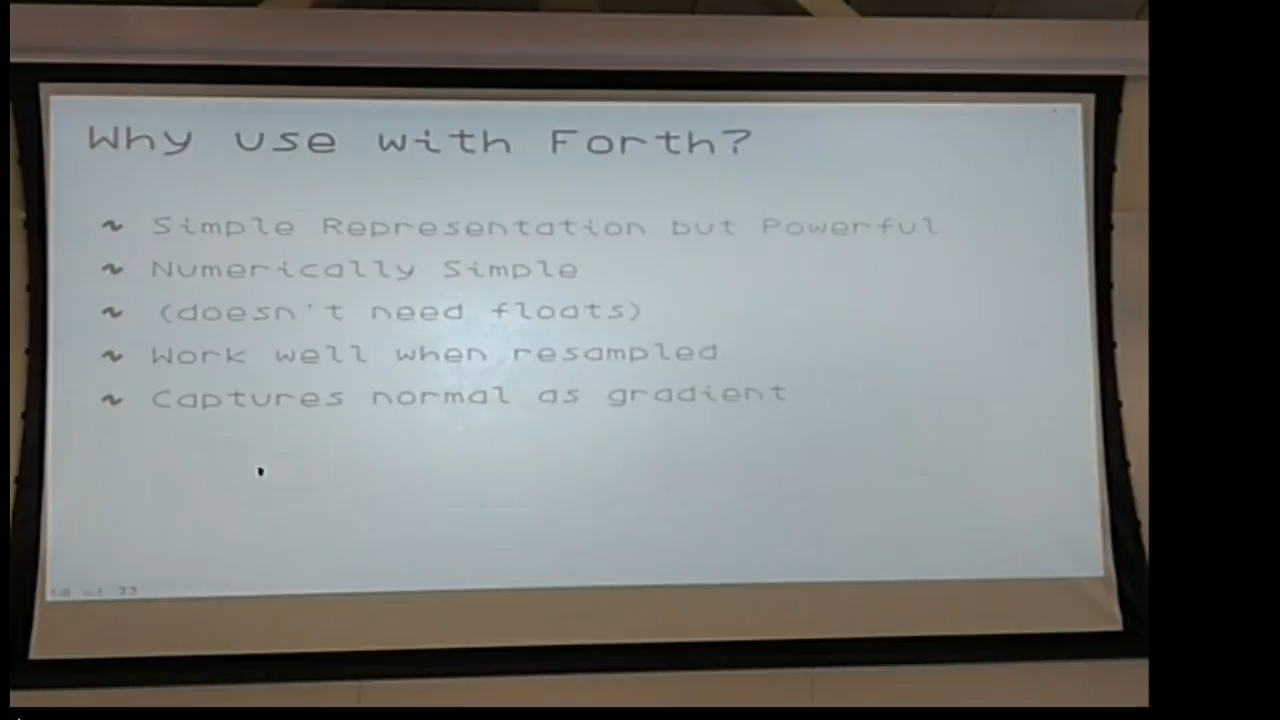 Why use with Forth?
~ Simple Representation but Powerful
~ Numerically Simple
~ (doesn't need floats)
~ Work well when resampled
~ Captures normal as gradient
33